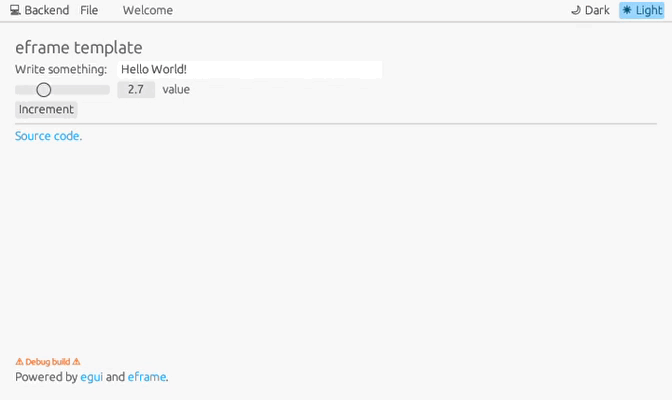 Backend File Welcome Dark Light
eframe template
Write something: Hello World!
2.7 value
Increment
Source code.
⚠ Debug build ⚠
Powered by egui and eframe.